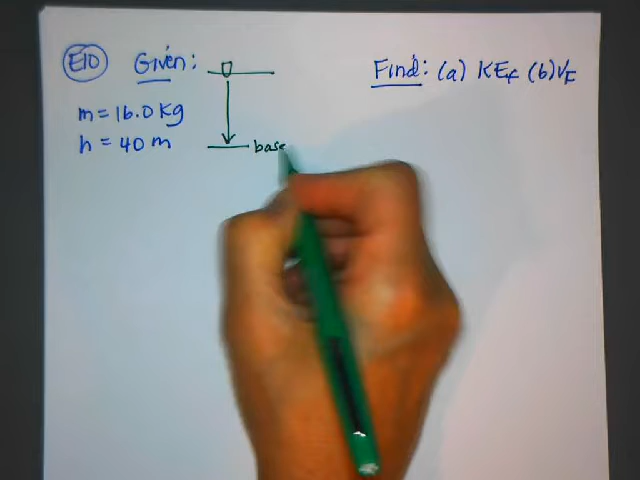 E10 Given:
Find: (a) KEf (b) VF
m = 16.0 Kg
h = 40 m
base